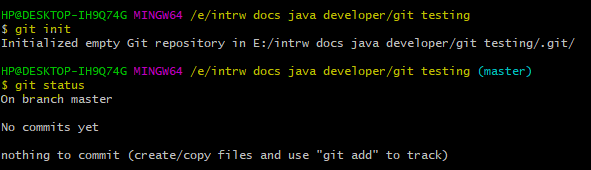 HP@DESKTOP-IH9Q74G MINGW64 /e/intrw docs java developer/git testing
$ git init
Initialized empty Git repository in E:/intrw docs java developer/git testing/.git/
HP@DESKTOP-IH9Q74G MINGW64 /e/intrw docs java developer/git testing (master)
$ git status
On branch master
No commits yet
nothing to commit (create/copy files and use "git add" to track)